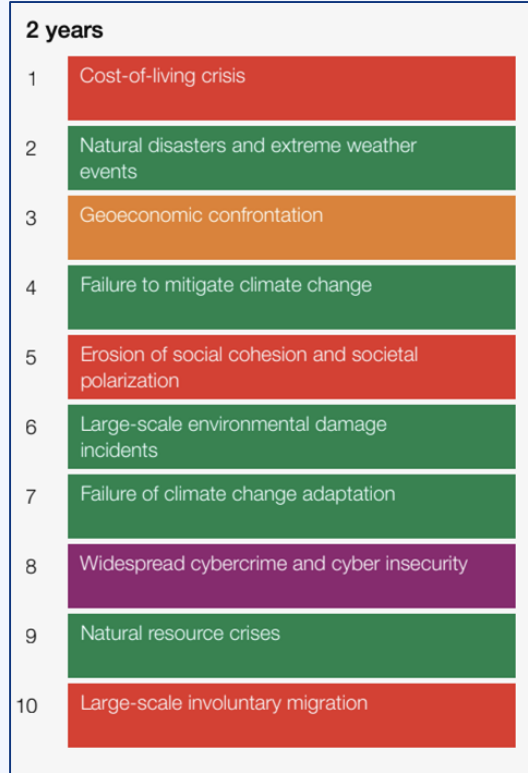 2 years
1 Cost-of-living crisis
2 Natural disasters and extreme weather
events
3 Geoeconomic confrontation
4 Failure to mitigate climate change
5 Erosion of social cohesion and societal
polarization
6 Large-scale environmental damage
incidents
7 Failure of climate change adaptation
8 Widespread cybercrime and cyber insecurity
9 Natural resource crises
10 Large-scale involuntary migration